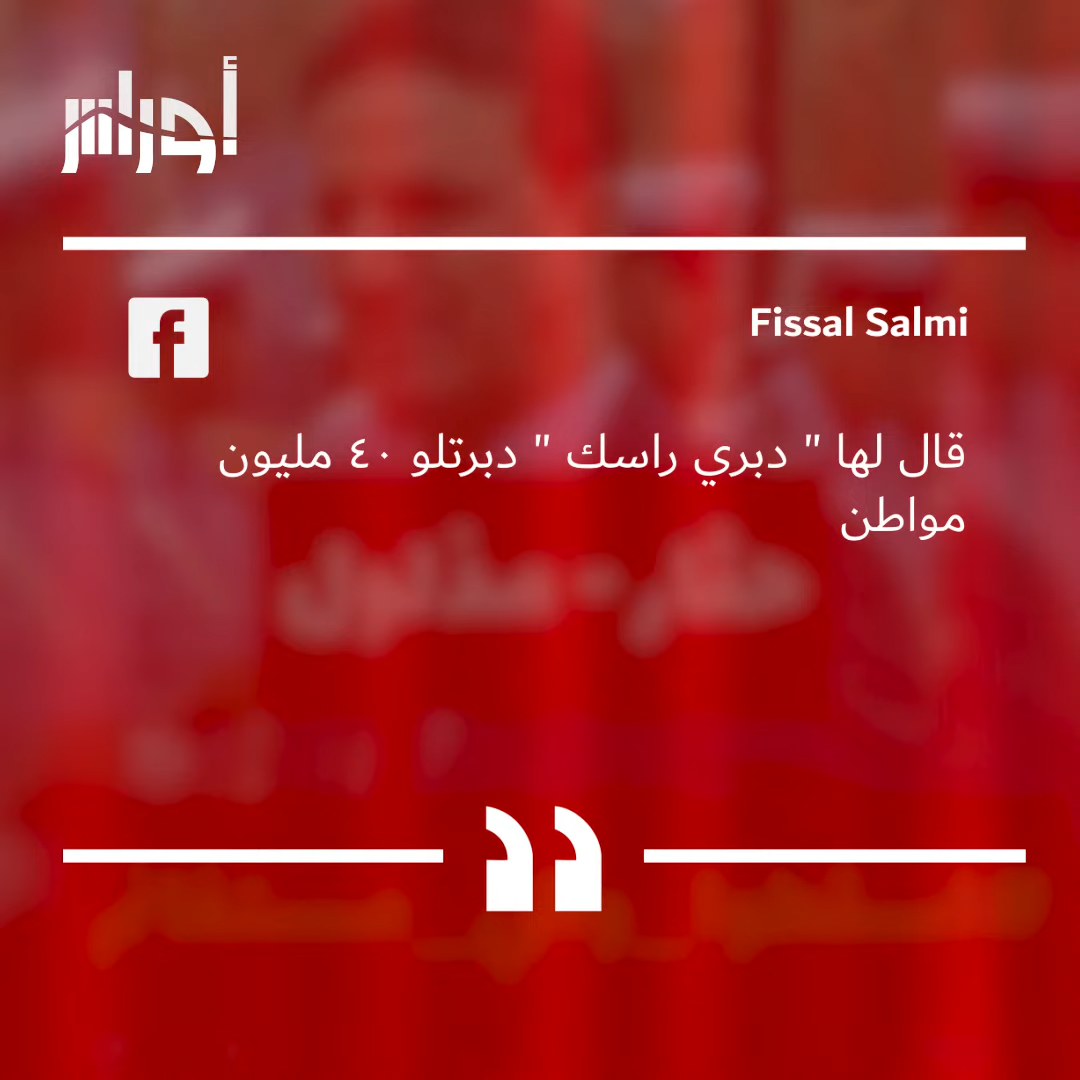 أوراس
Fissal Salmi
قال لها " دبري راسك " دبرتلو ٤٠ مليون
مواطن